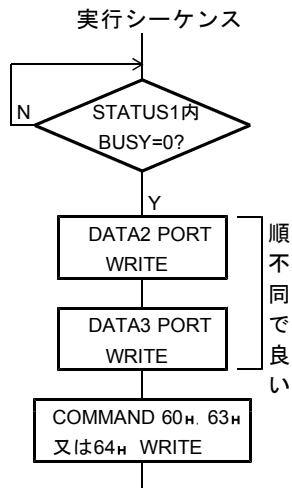 実行シーケンス
N
STATUS1内
BUSY=0?
Y
DATA2 PORT
WRITE
DATA3 PORT
WRITE
順不同で良い
COMMAND 60H, 63H
又は64H WRITE